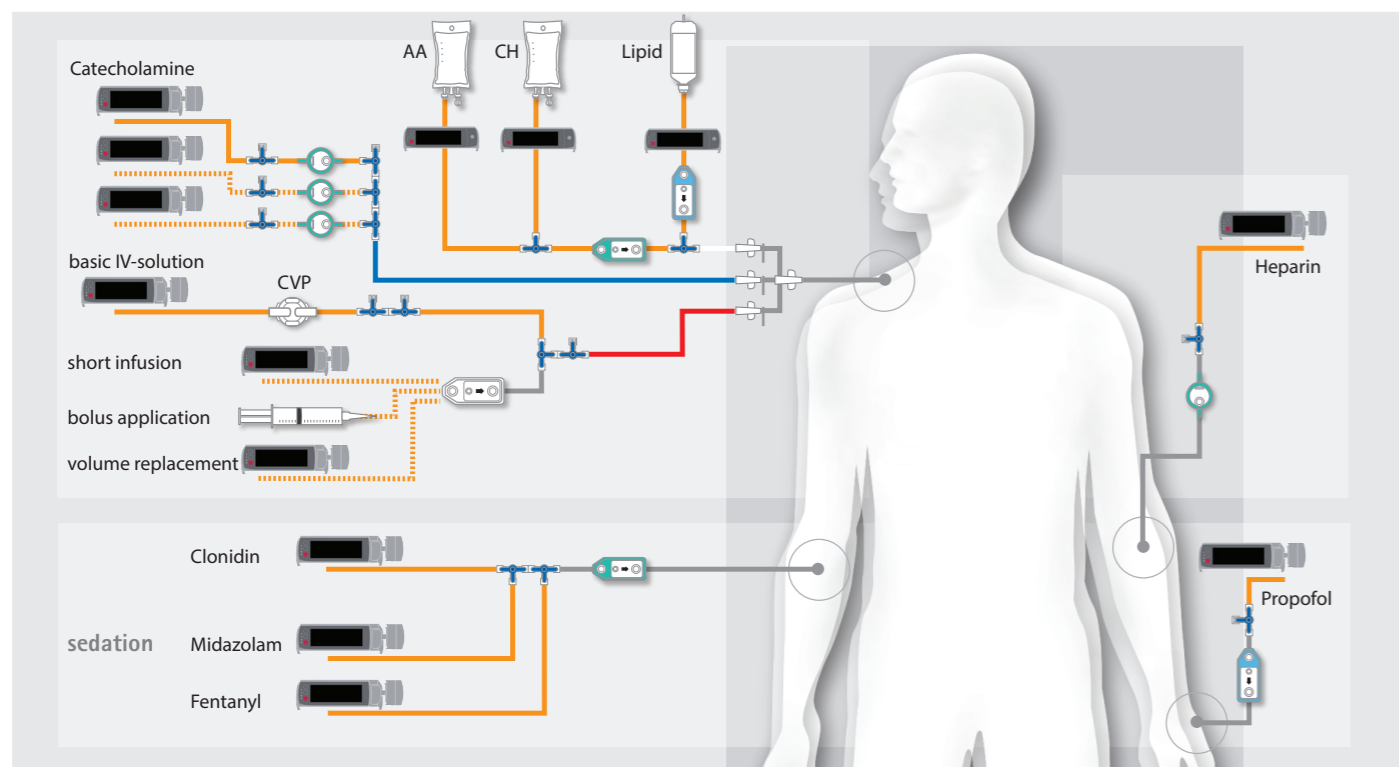 AA
CH
Lipid
Catecholamine
basic IV-solution
CVP
Heparin
short infusion
bolus application
volume replacement
Clonidin
Propofol
sedation
Midazolam
Fentanyl